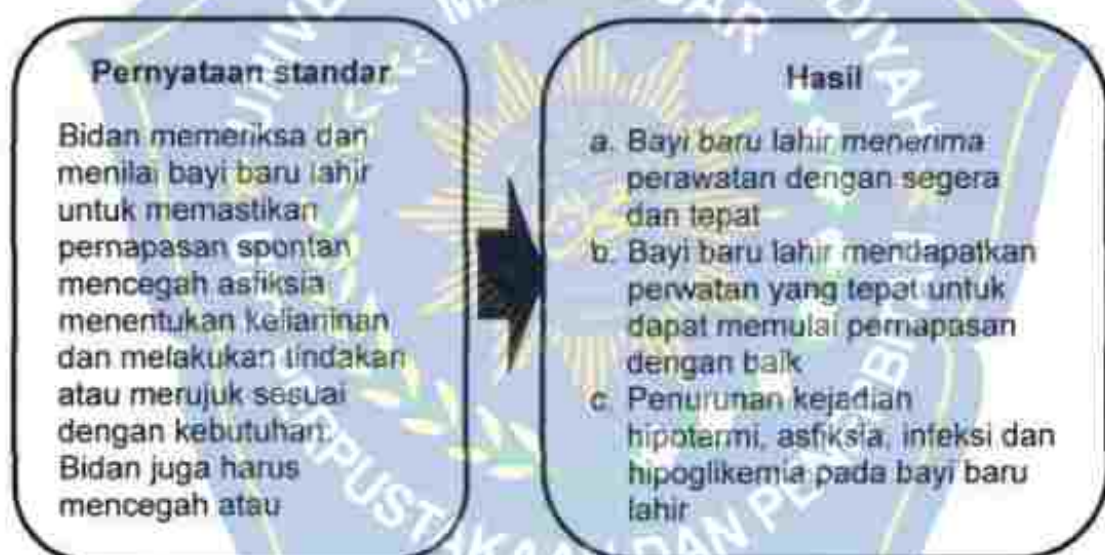 Pernyataan standar
Bidan memeriksa dan
menilai bayi baru lahir
untuk memastikan
pernapasan spontan
mencegah asfiksia
menentukan kelianinan
dan melakukan tindakan
atau merujuk sesuai
dengan kebutuhan.
Bidan juga harus
mencegah atau
Hasil
a. Bayi baru lahir menerima
perawatan dengan segera
dan tepat
b. Bayi baru lahir mendapatkan
perwatan yang tepat untuk
dapat memulai pernapasan
dengan baik
c. Penurunan kejadian
hipotermi, asfiksia, infeksi dan
hipoglikemia pada bayi baru
lahir